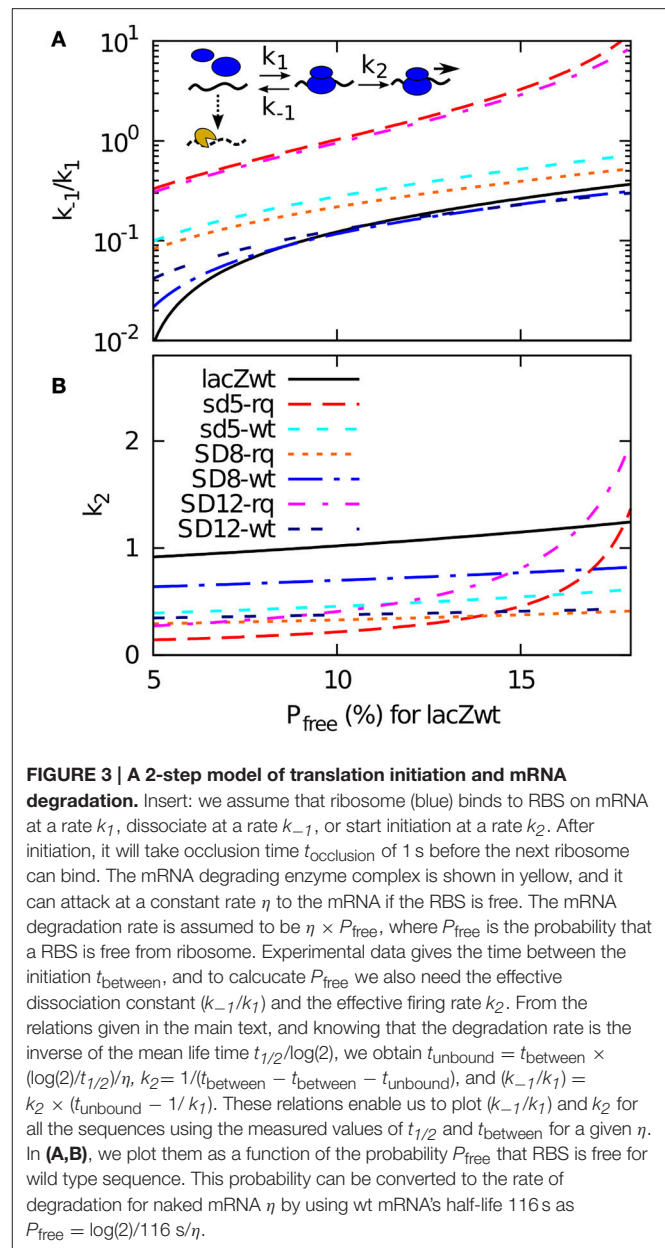 A
10^1
10^0
10^-1
10^-2
k_-1/k_1
k_1
k_-1
k_2
B
lacZwt
sd5-rq
sd5-wt
SD8-rq
SD8-wt
SD12-rq
SD12-wt
2
1
0
k_2
5 10 15
P_free (%) for lacZwt
FIGURE 3 | A 2-step model of translation initiation and mRNA
degradation. Insert: we assume that ribosome (blue) binds to RBS on mRNA
at a rate k_1, dissociate at a rate k_−1, or start initiation at a rate k_2. After
initiation, it will take occlusion time t_occlusion of 1 s before the next ribosome
can bind. The mRNA degrading enzyme complex is shown in yellow, and it
can attack at a constant rate η to the mRNA if the RBS is free. The mRNA
degradation rate is assumed to be η × P_free, where P_free is the probability that
a RBS is free from ribosome. Experimental data gives the time between the
initiation t_between, and to calcucate P_free we also need the effective
dissociation constant (k_−1/k_1) and the effective firing rate k_2. From the
relations given in the main text, and knowing that the degradation rate is the
inverse of the mean life time t_1/2/log(2), we obtain t_unbound = t_between ×
(log(2)/t_1/2)/η, k_2= 1/(t_between − t_between − t_unbound), and (k_−1/k_1) =
k_2 × (t_unbound − 1/ k_1). These relations enable us to plot (k_−1/k_1) and k_2 for
all the sequences using the measured values of t_1/2 and t_between for a given η.
In (A,B), we plot them as a function of the probability P_free that RBS is free for
wild type sequence. This probability can be converted to the rate of
degradation for naked mRNA η by using wt mRNA's half-life 116 s as
P_free = log(2)/116 s/η.